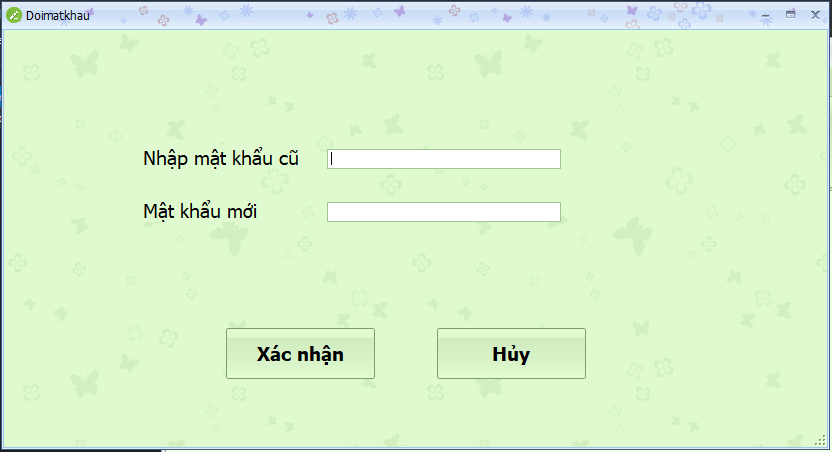 Doimatkhau
Nhập mật khẩu cũ
Mật khẩu mới
Xác nhận
Hủy